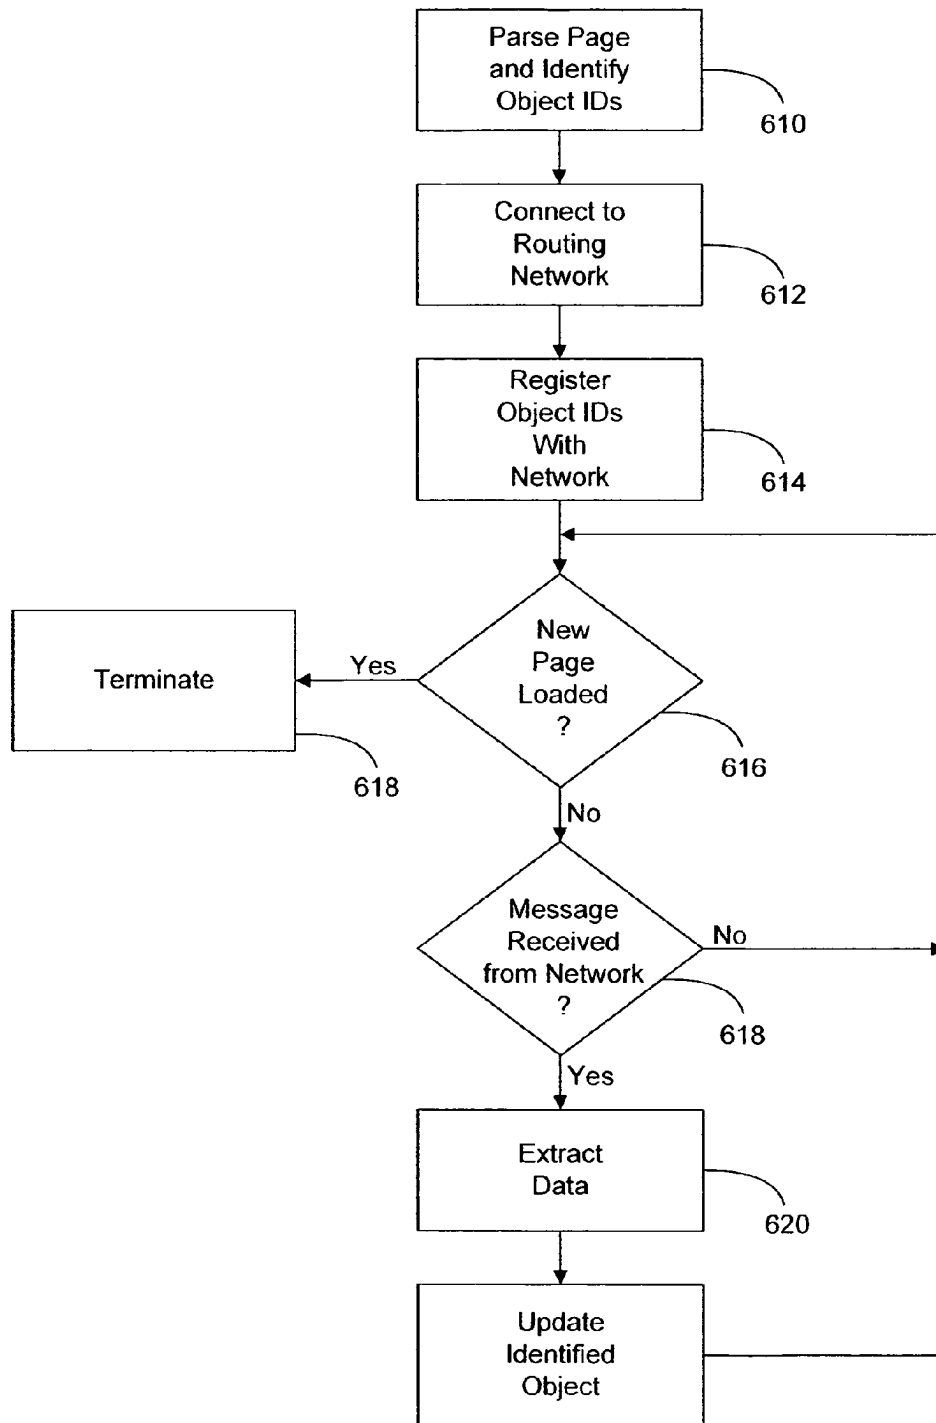 Parse Page
and Identify
Object IDs
610
Connect to
Routing
Network
612
Register
Object IDs
With
Network
614
New
Page
Loaded
?
616
Yes
Terminate
618
No
Message
Received
from Network
?
618
No
Yes
Extract
Data
620
Update
Identified
Object